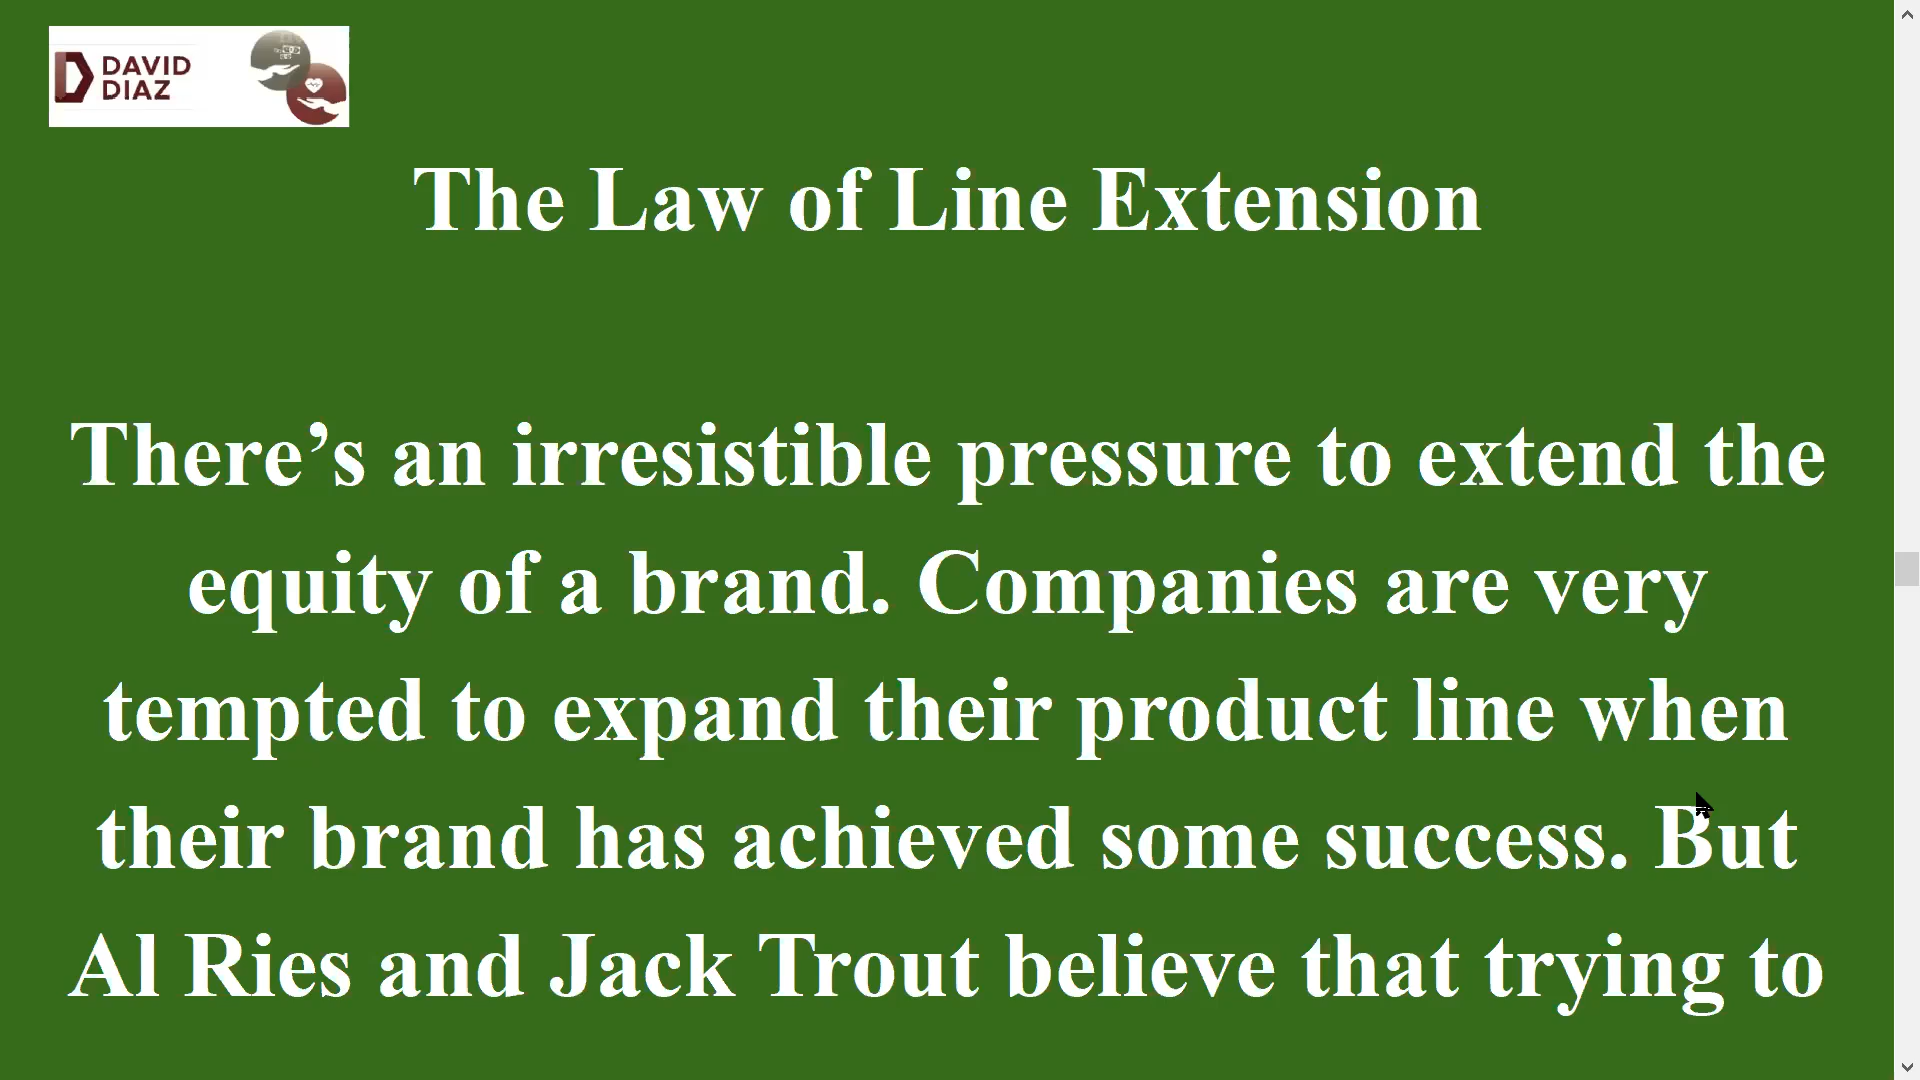 DAVID
DIAZ
The Law of Line Extension
There’s an irresistible pressure to extend the
equity of a brand. Companies are very
tempted to expand their product line when
their brand has achieved some success. But
Al Ries and Jack Trout believe that trying to